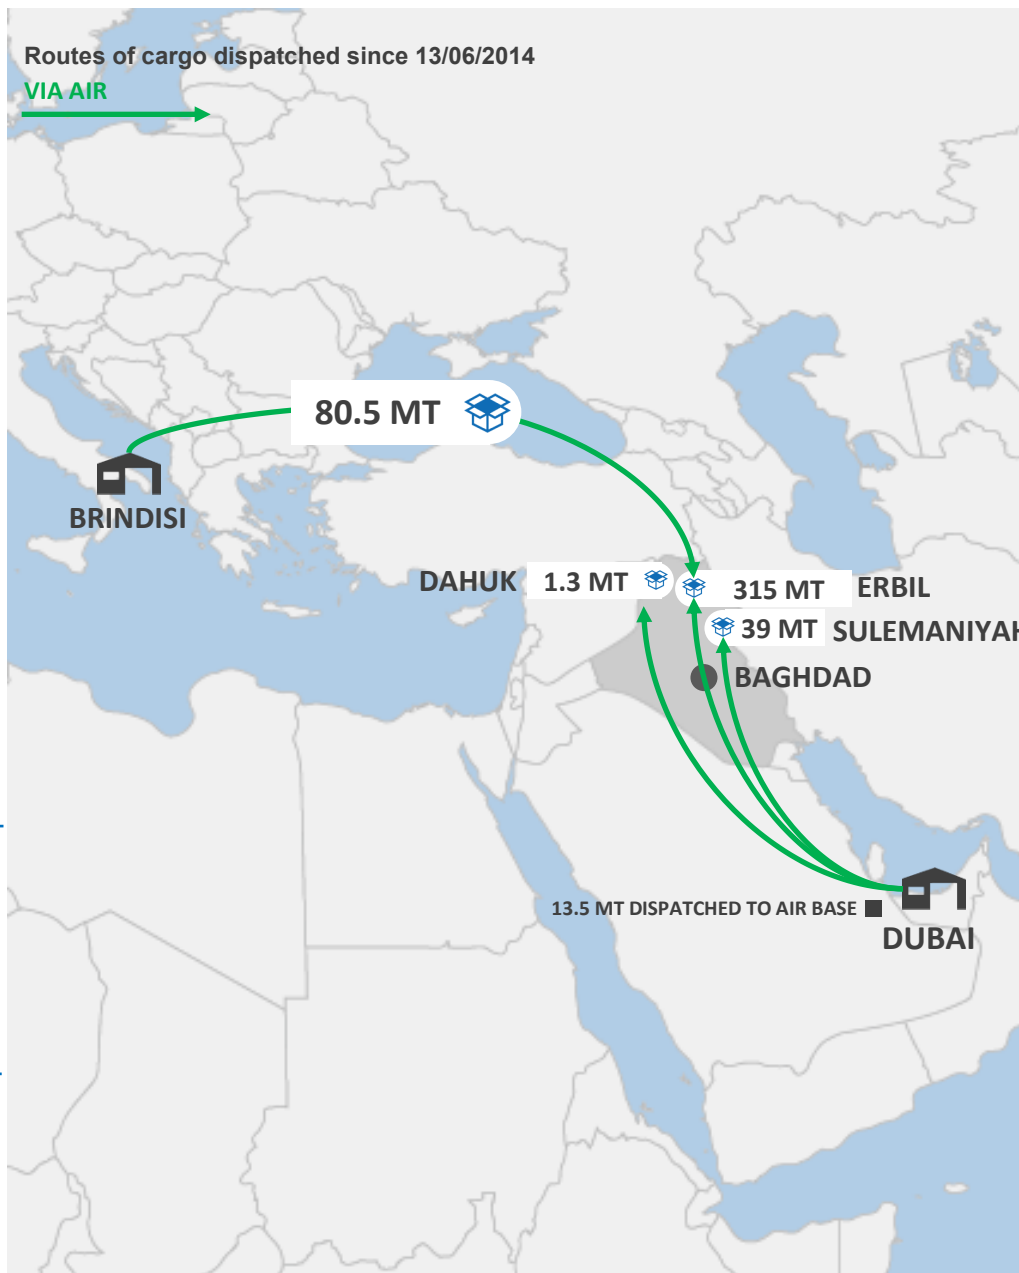 Routes of cargo dispatched since 13/06/2014
VIA AIR
80.5 MT
BRINDISI
DAHUK 1.3 MT
315 MT ERBIL
39 MT SULEMANIYAH
BAGHDAD
13.5 MT DISPATCHED TO AIR BASE
DUBAI